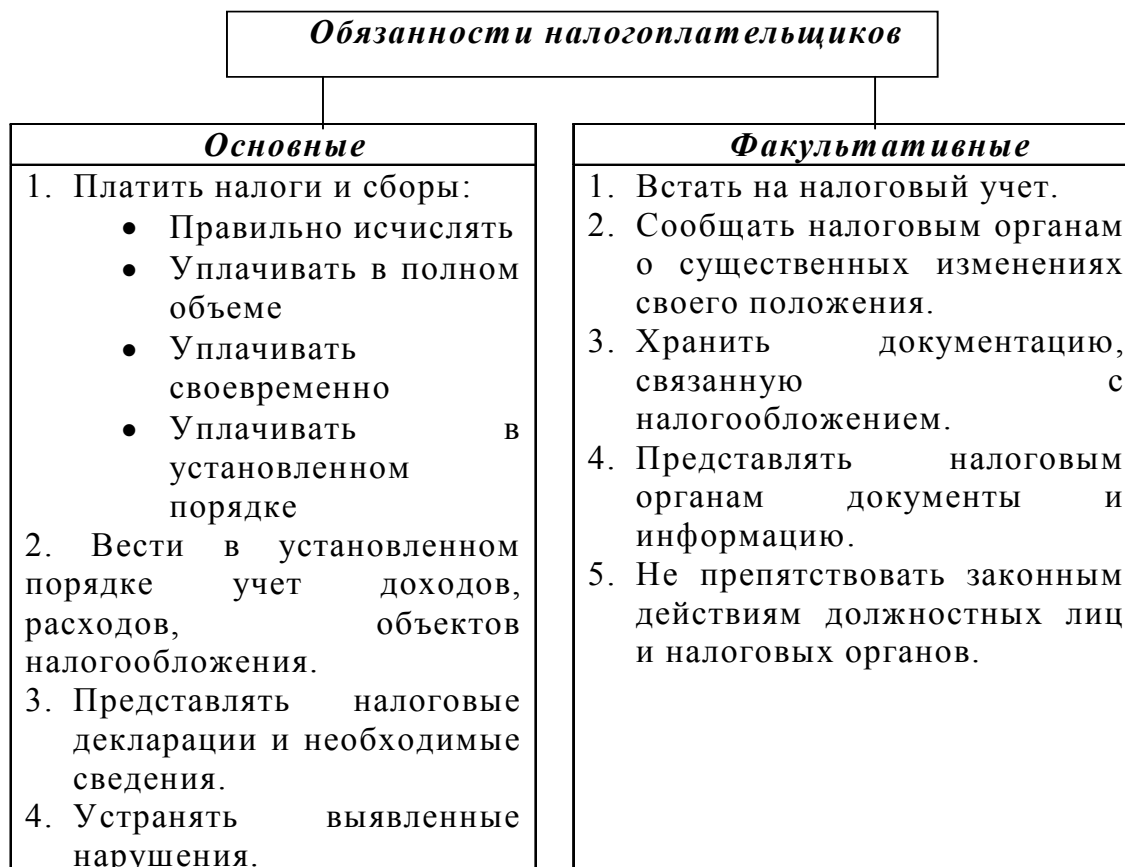 Обязанности налогоплательщиков
Основные
1. Платить налоги и сборы:
• Правильно исчислять
• Уплачивать в полном
объеме
• Уплачивать
своевременно
• Уплачивать в
установленном
порядке
2. Вести в установленном
порядке учет доходов,
расходов, объектов
налогообложения.
3. Представлять налоговые
декларации и необходимые
сведения.
4. Устранять выявленные
нарушения.
Факультативные
1. Встать на налоговый учет.
2. Сообщать налоговым органам
о существенных изменениях
своего положения.
3. Хранить документацию,
связанную с
налогообложением.
4. Представлять налоговым
органам документы и
информацию.
5. Не препятствовать законным
действиям должностных лиц
и налоговых органов.